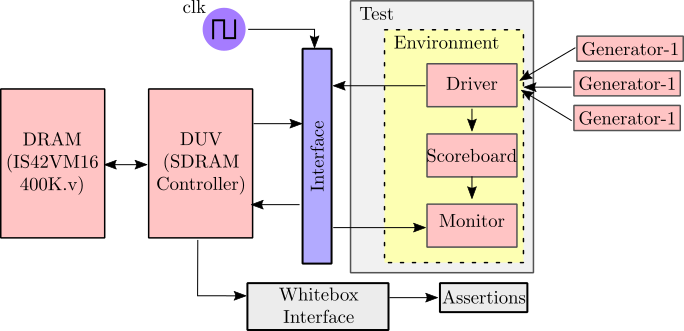 clk
Test
Environment
Generator-1
Driver
Generator-1
Generator-1
DRAM
(IS42VM16
400K.v)
DUV
(SDRAM
Controller)
Interface
Scoreboard
Monitor
Whitebox
Interface
Assertions